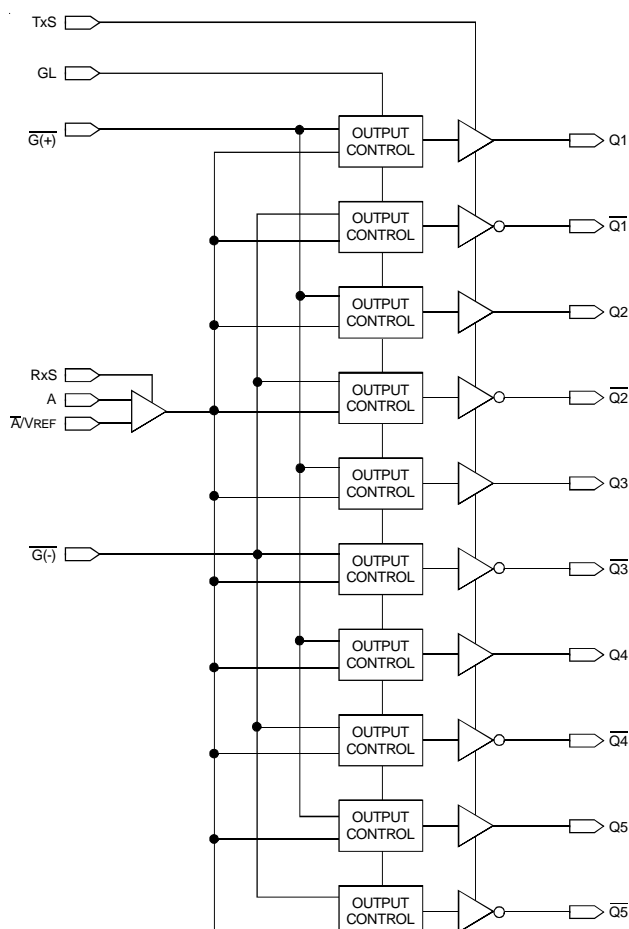 TxS
GL
G(+)
OUTPUT
CONTROL
Q1
OUTPUT
CONTROL
Q1
OUTPUT
CONTROL
Q2
RxS
A
A/VREF
OUTPUT
CONTROL
Q2
OUTPUT
CONTROL
Q3
G(-)
OUTPUT
CONTROL
Q3
OUTPUT
CONTROL
Q4
OUTPUT
CONTROL
Q4
OUTPUT
CONTROL
Q5
OUTPUT
CONTROL
Q5